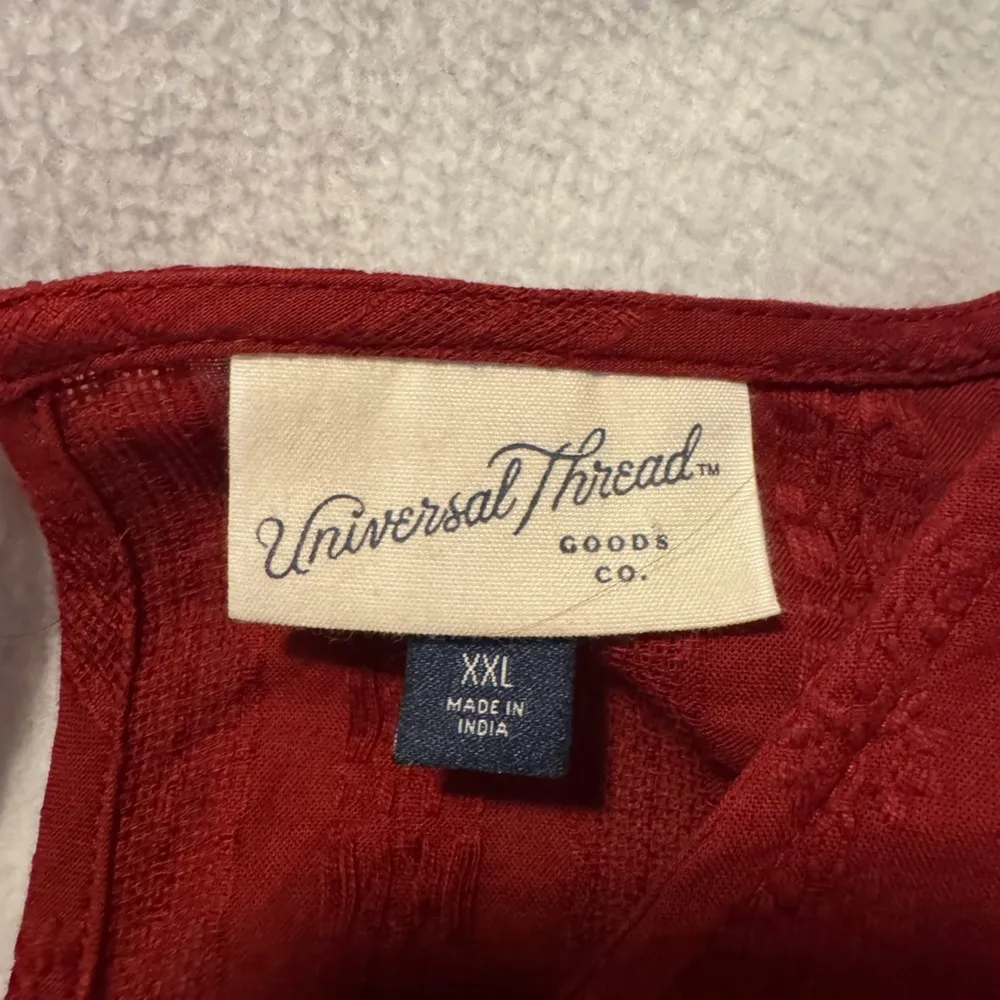 Universal Thread™
GOODS
CO.
XXL
MADE IN
INDIA